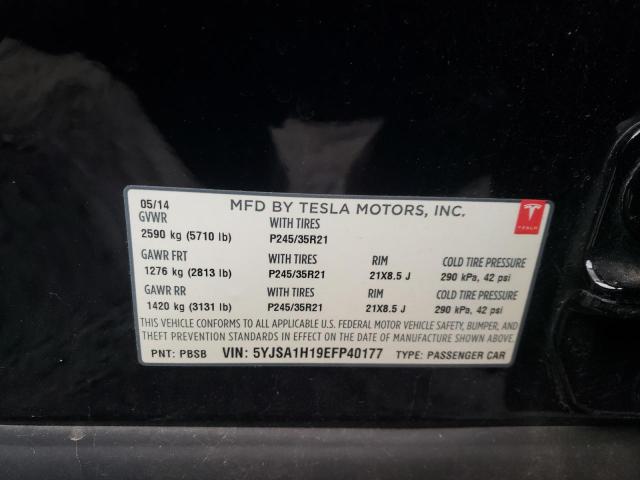 05/14 MFD BY TESLA MOTORS, INC.
GVWR WITH TIRES
2590 kg (5710 lb) P245/35R21
TESLA
GAWR FRT WITH TIRES RIM COLD TIRE PRESSURE
1276 kg (2813 lb) P245/35R21 21X8.5 J 290 kPa, 42 psi
GAWR RR WITH TIRES RIM COLD TIRE PRESSURE
1420 kg (3131 lb) P245/35R21 21X8.5 J 290 kPa, 42 psi
THIS VEHICLE CONFORMS TO ALL APPLICABLE U.S. FEDERAL MOTOR VEHICLE SAFETY, BUMPER, AND
THEFT PREVENTION STANDARDS IN EFFECT ON THE DATE OF MANUFACTURE SHOWN ABOVE.
PNT: PBSB VIN: 5YJSA1H19EFP40177 TYPE: PASSENGER CAR